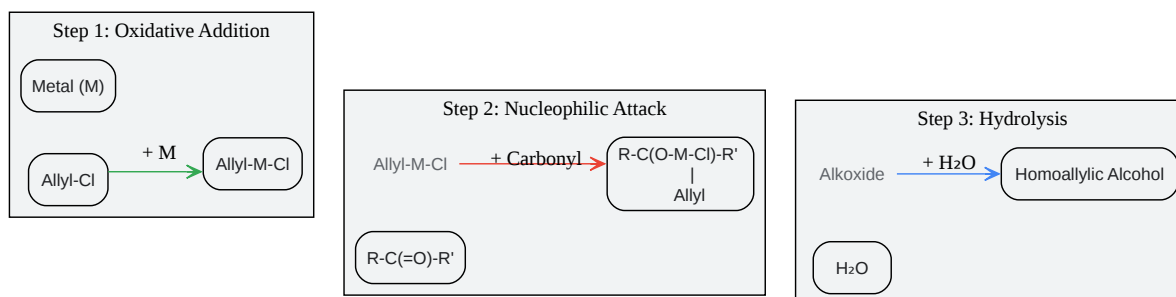 Step 1: Oxidative Addition
Metal (M)
+ M
Allyl-Cl
Allyl-M-Cl
Step 2: Nucleophilic Attack
Allyl-M-Cl
+ Carbonyl
R-C(O-M-Cl)-R'
|
Allyl
R-C(=O)-R'
Step 3: Hydrolysis
Alkoxide
+ H₂O
Homoallylic Alcohol
H₂O